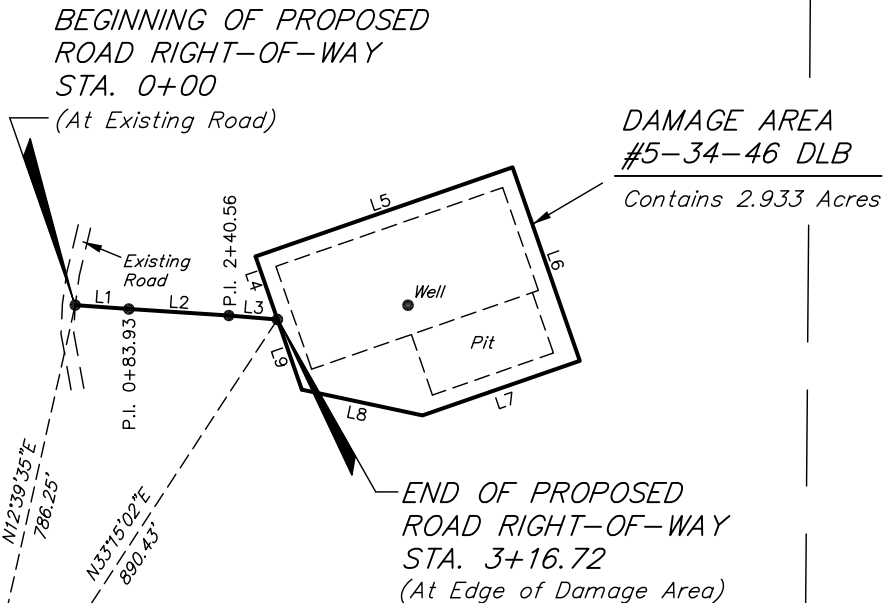 BEGINNING OF PROPOSED
ROAD RIGHT-OF-WAY
STA. 0+00
(At Existing Road)
DAMAGE AREA
#5-34-46 DLB
Contains 2.933 Acres
L5
P.I. 2+40.56
Existing
Road
L4
L6
Well
L1
L2
L3
P.I. 0+83.93
Pit
L9
L8
L7
N12°39'35"E
786.25'
N33°15'02"E
890.43'
END OF PROPOSED
ROAD RIGHT-OF-WAY
STA. 3+16.72
(At Edge of Damage Area)